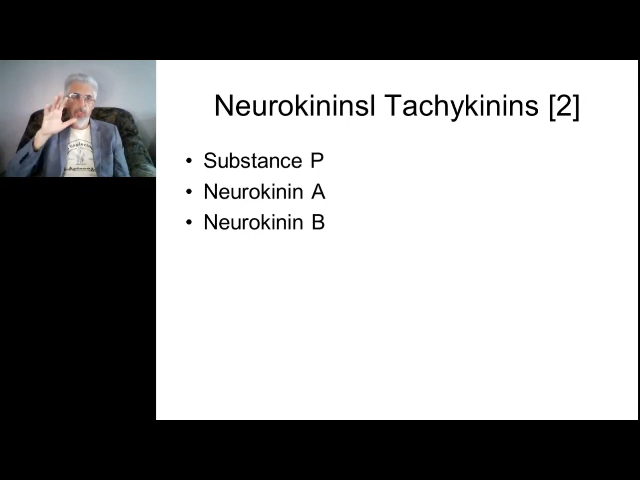 Neurokininsl Tachykinins [2]
• Substance P
• Neurokinin A
• Neurokinin B